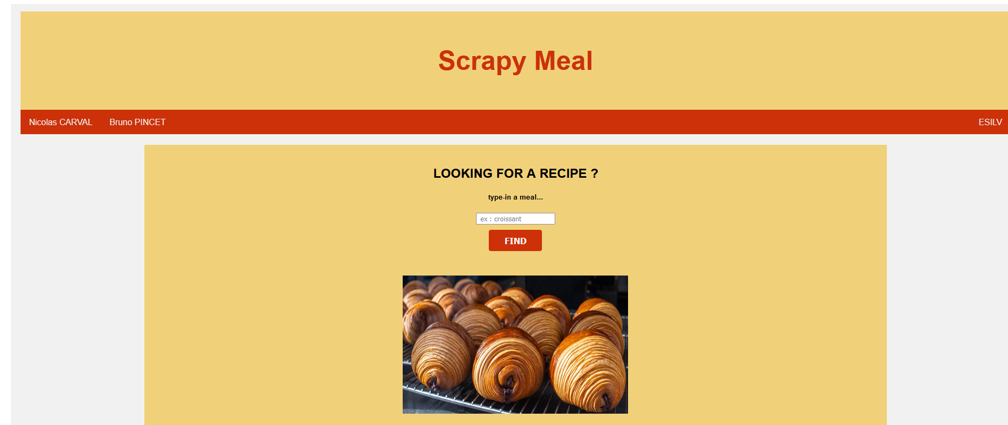 Scrapy Meal
Nicolas CARVAL Bruno PINCET ESILV
LOOKING FOR A RECIPE ?
type-in a meal...
ex : croissant
FIND